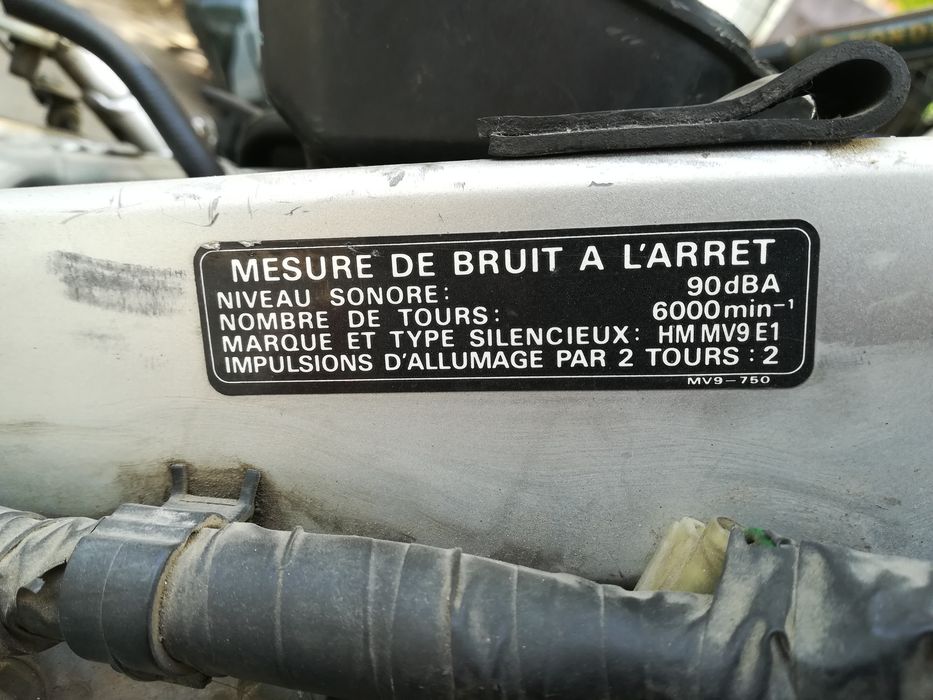 MESURE DE BRUIT A L'ARRET
NIVEAU SONORE: 90dBA
NOMBRE DE TOURS: 6000min-¹
MARQUE ET TYPE SILENCIEUX: HM MV9 E1
IMPULSIONS D'ALLUMAGE PAR 2 TOURS : 2
MV9-750